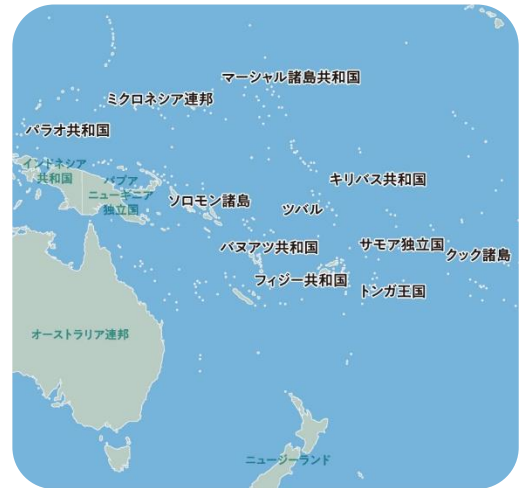 マーシャル諸島共和国
ミクロネシア連邦
パラオ共和国
インドネシア
共和国
パプア
ニューギニア
独立国
キリバス共和国
ソロモン諸島
ツバル
バヌアツ共和国
サモア独立国
クック諸島
フィジー共和国
トンガ王国
オーストラリア連邦
ニュージーランド